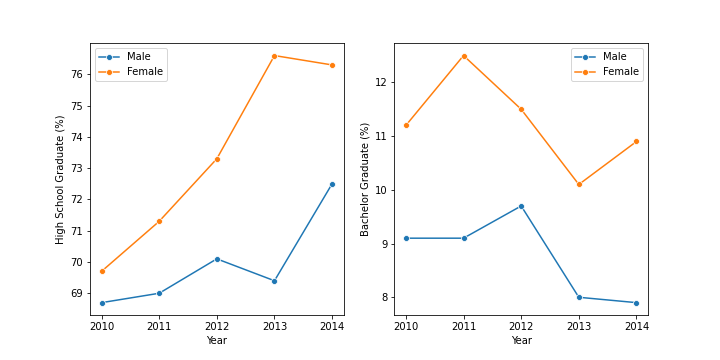 Male
Female
High School Graduate (%)
76
75
74
73
72
71
70
69
2010 2011 2012 2013 2014
Year
Male
Female
Bachelor Graduate (%)
12
11
10
9
8
2010 2011 2012 2013 2014
Year